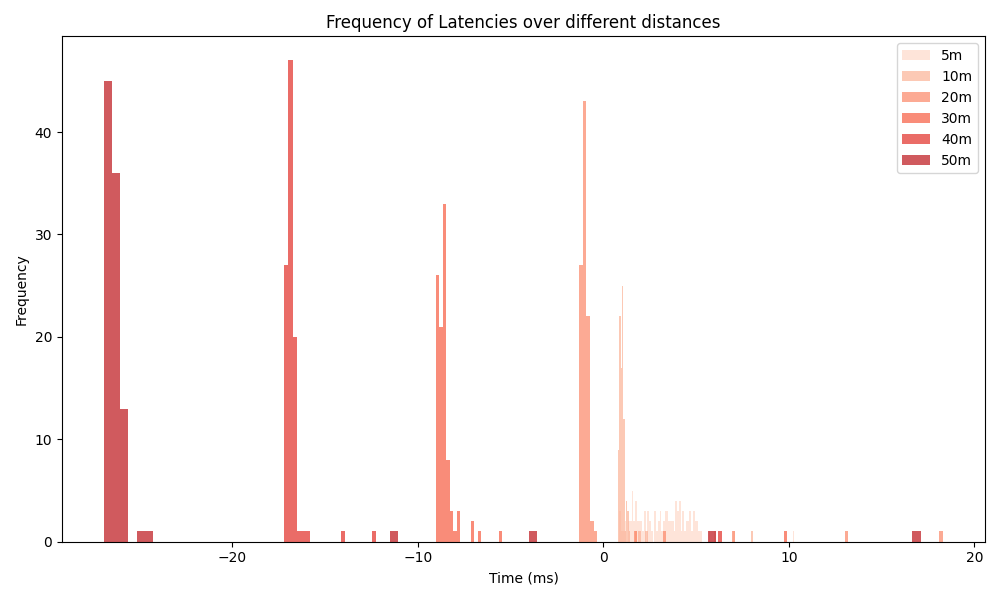 Frequency of Latencies over different distances
5m
10m
20m
30m
40m
50m
Frequency
40
30
20
10
0
−20
−10
0
10
20
Time (ms)